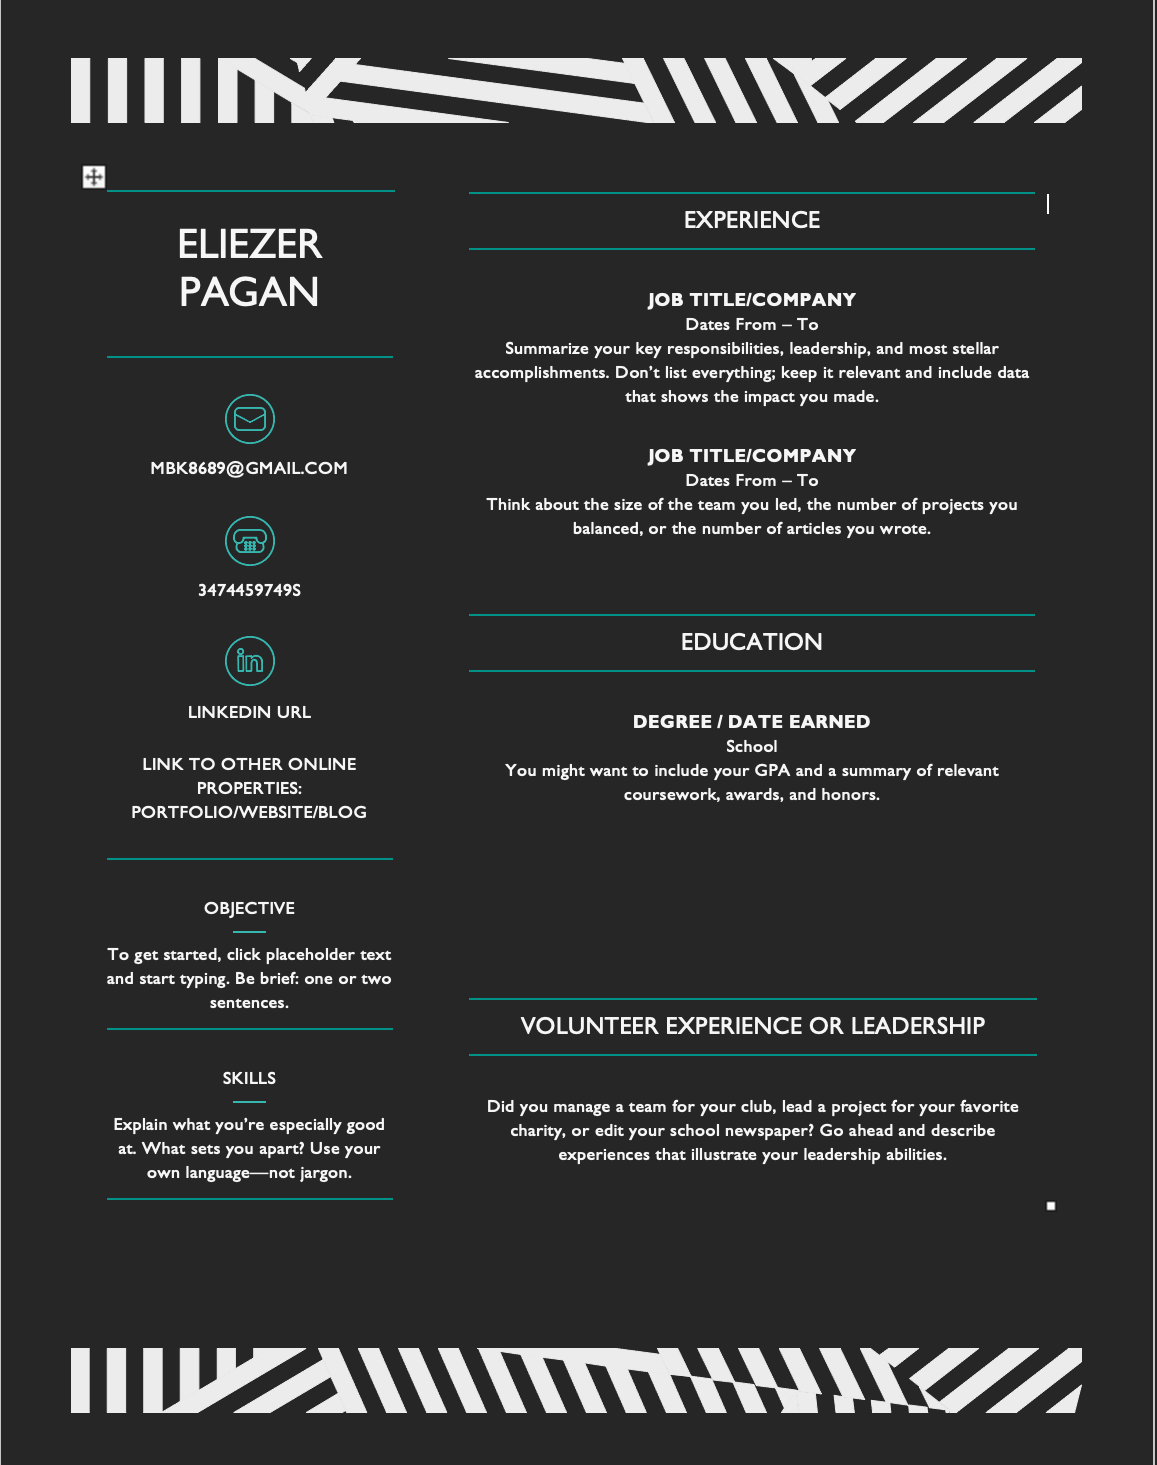 ELIEZER
PAGAN
MBK8689@GMAIL.COM
3474459749S
in
LINKEDIN URL
LINK TO OTHER ONLINE
PROPERTIES:
PORTFOLIO/WEBSITE/BLOG
OBJECTIVE
To get started, click placeholder text
and start typing. Be brief: one or two
sentences.
SKILLS
Explain what you’re especially good
at. What sets you apart? Use your
own language—not jargon.
EXPERIENCE
JOB TITLE/COMPANY
Dates From – To
Summarize your key responsibilities, leadership, and most stellar
accomplishments. Don’t list everything; keep it relevant and include data
that shows the impact you made.
JOB TITLE/COMPANY
Dates From – To
Think about the size of the team you led, the number of projects you
balanced, or the number of articles you wrote.
EDUCATION
DEGREE / DATE EARNED
School
You might want to include your GPA and a summary of relevant
coursework, awards, and honors.
VOLUNTEER EXPERIENCE OR LEADERSHIP
Did you manage a team for your club, lead a project for your favorite
charity, or edit your school newspaper? Go ahead and describe
experiences that illustrate your leadership abilities.